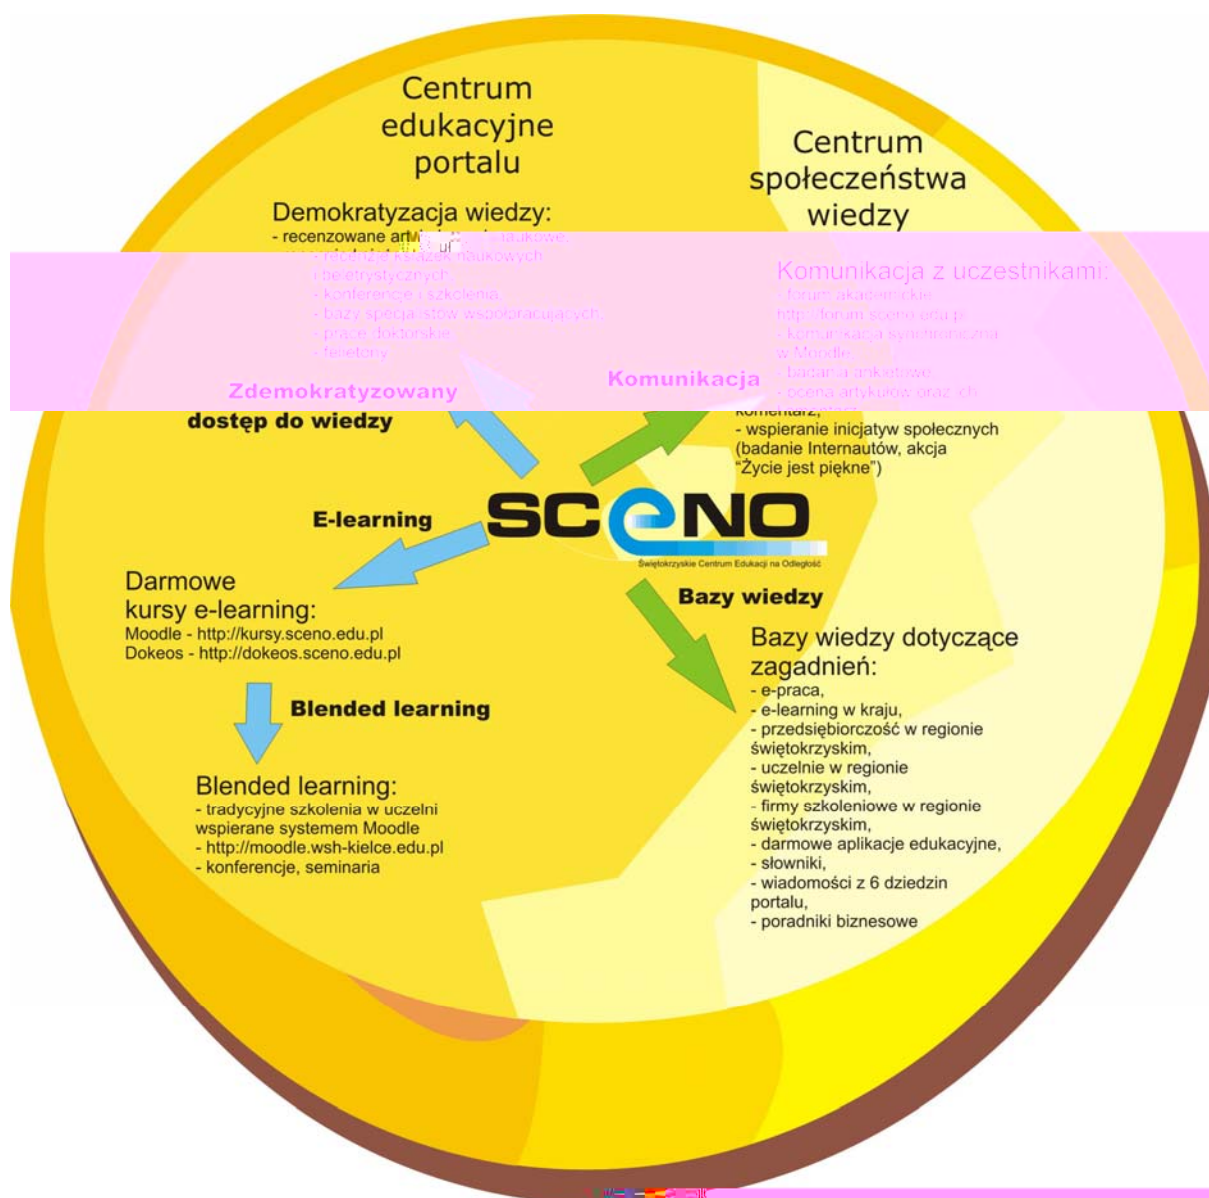 Centrum
edukacyjne
portalu
Demokratyzacja wiedzy:
- recenzowane naukowe,
- recenzje książek naukowych
i beletrystycznych,
- konferencje i szkolenia,
- bazy specjalistów współpracujących,
- prace doktorskie,
- felietony
Zdemokratyzowany
dostęp do wiedzy
Centrum
społeczeństwa
wiedzy
Komunikacja z uczestnikami:
- forum akademickie
http://forum.sceno.edu.pl
- komunikacja synchroniczna
w Moodle,
- badania ankietowe,
- ocena artykułów oraz ich
komentarz,
- wspieranie inicjatyw społecznych
(badanie Internautów, akcja
“Życie jest piękne”)
Komunikacja
SCeNO
Świętokrzyskie Centrum Edukacji na Odległość
E-learning
Darmowe
kursy e-learning:
Moodle - http://kursy.sceno.edu.pl
Dokeos - http://dokeos.sceno.edu.pl
Blended learning
Blended learning:
- tradycyjne szkolenia w uczelni
wspierane systemem Moodle
- http://moodle.wsh-kielce.edu.pl
- konferencje, seminaria
Bazy wiedzy
Bazy wiedzy dotyczące
zagadnień:
- e-praca,
- e-learning w kraju,
- przedsiębiorczość w regionie
świętokrzyskim,
- uczelnie w regionie
świętokrzyskim,
- firmy szkoleniowe w regionie
świętokrzyskim,
- darmowe aplikacje edukacyjne,
- słowniki,
- wiadomości z 6 dziedzin
portalu,
- poradniki biznesowe